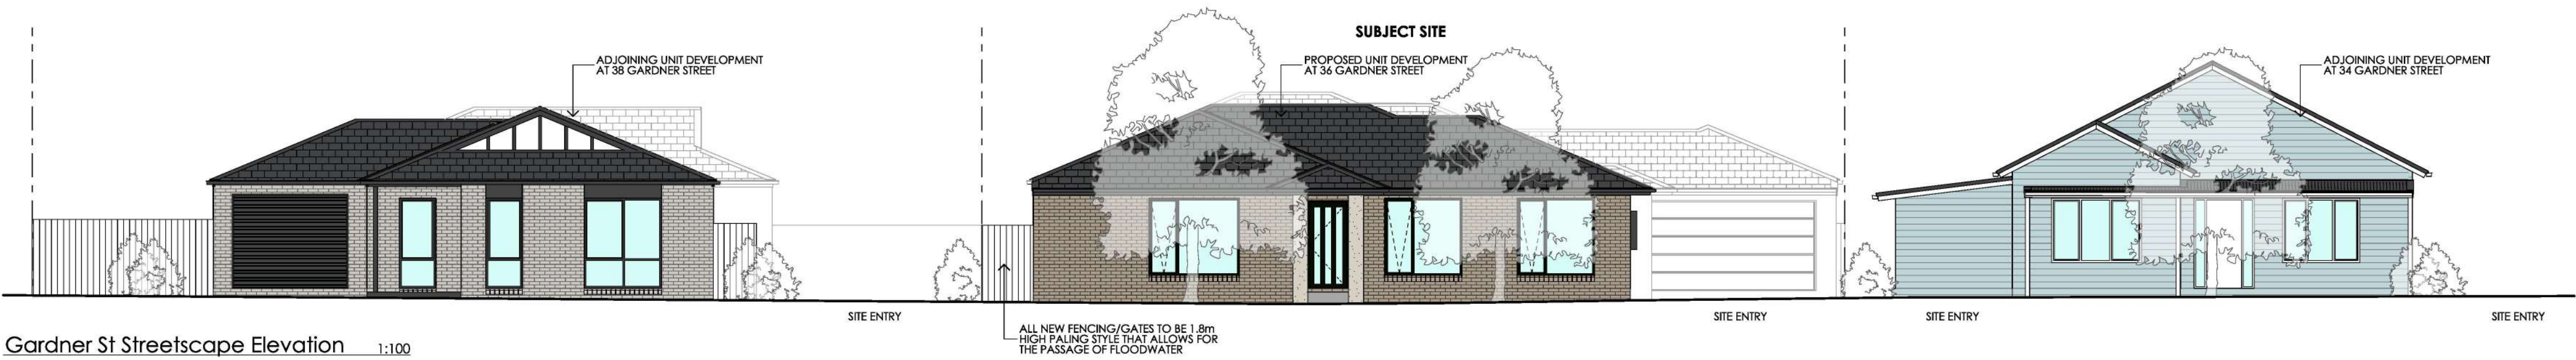 SUBJECT SITE
ADJOINING UNIT DEVELOPMENT
AT 38 GARDNER STREET
PROPOSED UNIT DEVELOPMENT
AT 36 GARDNER STREET
ADJOINING UNIT DEVELOPMENT
AT 34 GARDNER STREET
SITE ENTRY
SITE ENTRY
SITE ENTRY
SITE ENTRY
ALL NEW FENCING/GATES TO BE 1.8m
HIGH PALING STYLE THAT ALLOWS FOR
THE PASSAGE OF FLOODWATER
Gardner St Streetscape Elevation 1:100